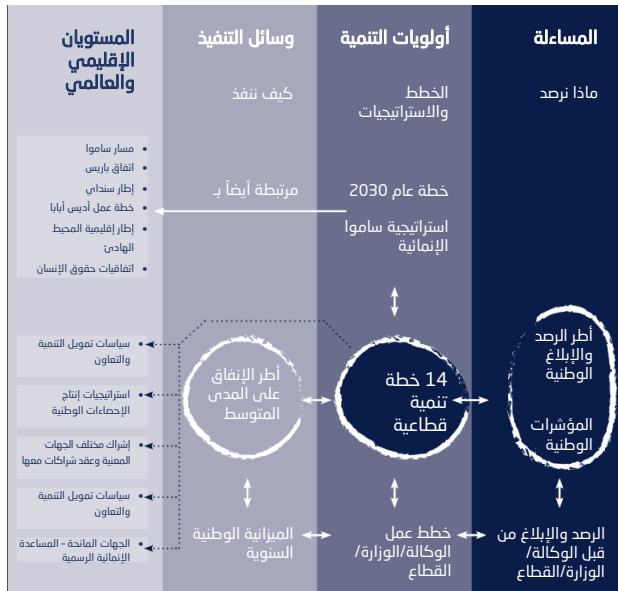 المساءلة
ماذا نرصد
أطر الرصد
والإبلاغ
الوطنية
المؤشرات
الوطنية
الرصد والإبلاغ من
قبل الوكالة/
الوزارة/القطاع
أولويات التنمية
الخطط
والاستراتيجيات
خطة عام 2030
استراتيجية ساموا
الإنمائية
14 خطة
تنمية
قطاعية
خطط عمل
الوكالة/الوزارة/
القطاع
وسائل التنفيذ
كيف ننفذ
مرتبطة أيضاً بـ
أطر الإنفاق
على المدى
المتوسط
الميزانية الوطنية
السنوية
المستويان
الإقليمي
والعالمي
• مسار ساموا
• اتفاق باريس
• إطار سنداي
• خطة عمل أديس أبابا
• إطار إقليمية المحيط
الهادئ
• اتفاقيات حقوق الإنسان
• سياسات تمويل التنمية
والتعاون
• استراتيجيات إنتاج
الإحصاءات الوطنية
• إشراك مختلف الجهات
المعنية وعقد شراكات معها
• سياسات تمويل التنمية
والتعاون
• الجهات المانحة - المساعدة
الإنمائية الرسمية